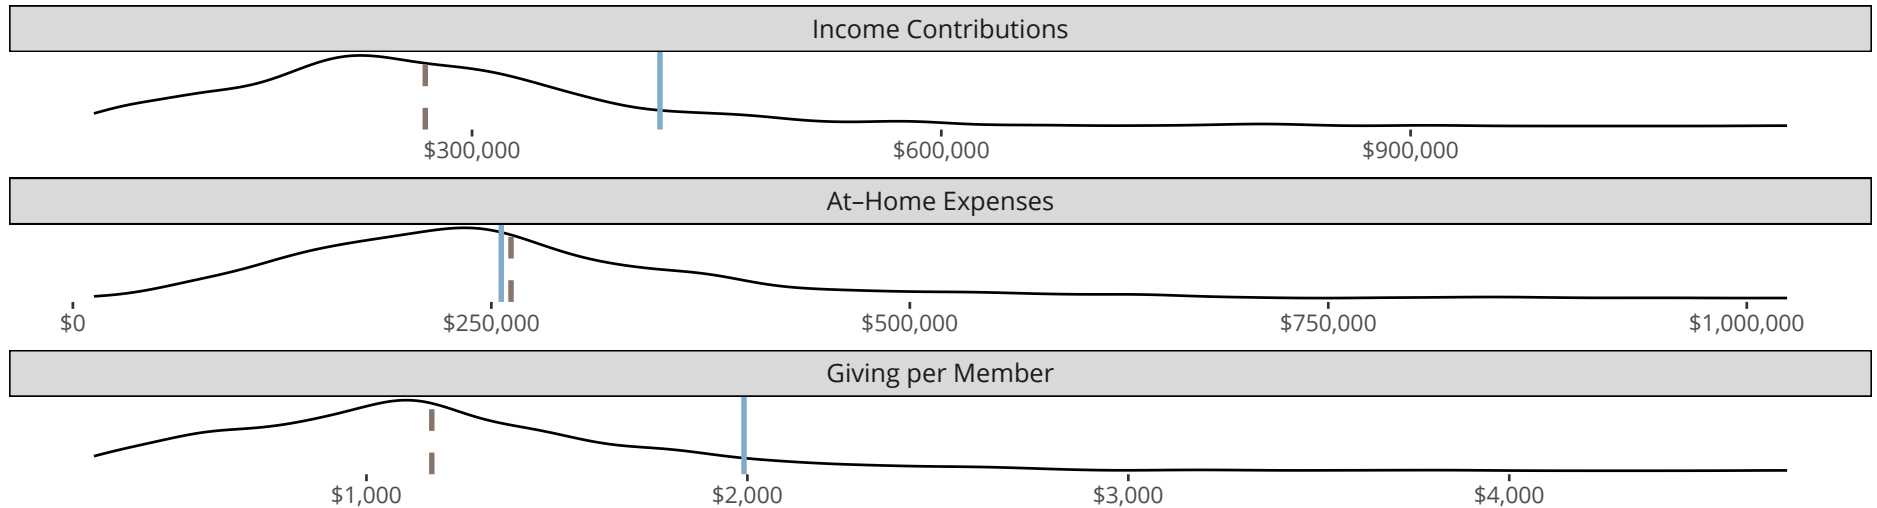 Income Contributions
$300,000 $600,000 $900,000
At–Home Expenses
$0 $250,000 $500,000 $750,000 $1,000,000
Giving per Member
$1,000 $2,000 $3,000 $4,000